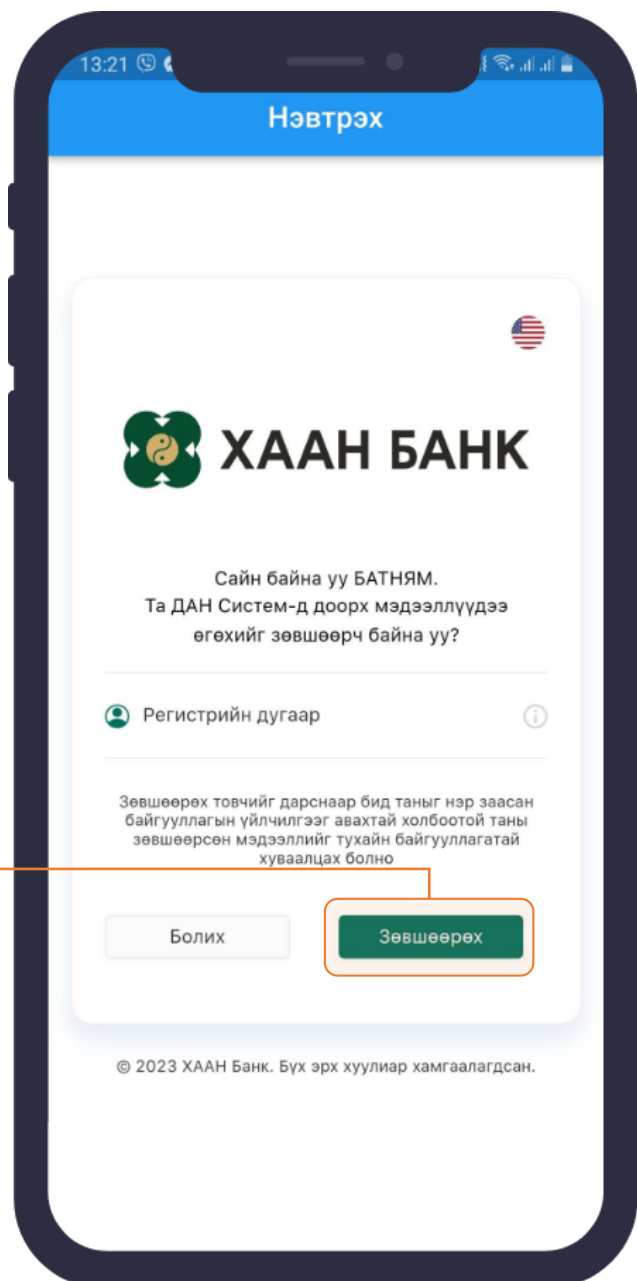 13:21
Нэвтрэх
ХААН БАНК
Сайн байна уу БАТНЯМ.
Та ДАН Систем-д доорх мэдээллүүдээ
өгөхийг зөвшөөрч байна уу?
Регистрийн дугаар
Зөвшөөрөх товчийг дарснаар бид таныг нэр заасан
байгууллагын үйлчилгээг авахтай холбоотой таны
зөвшөөрсөн мэдээллийг тухайн байгууллагатай
хуваалцах болно
Болих
Зөвшөөрөх
© 2023 ХААН Банк. Бүх эрх хуулиар хамгаалагдсан.